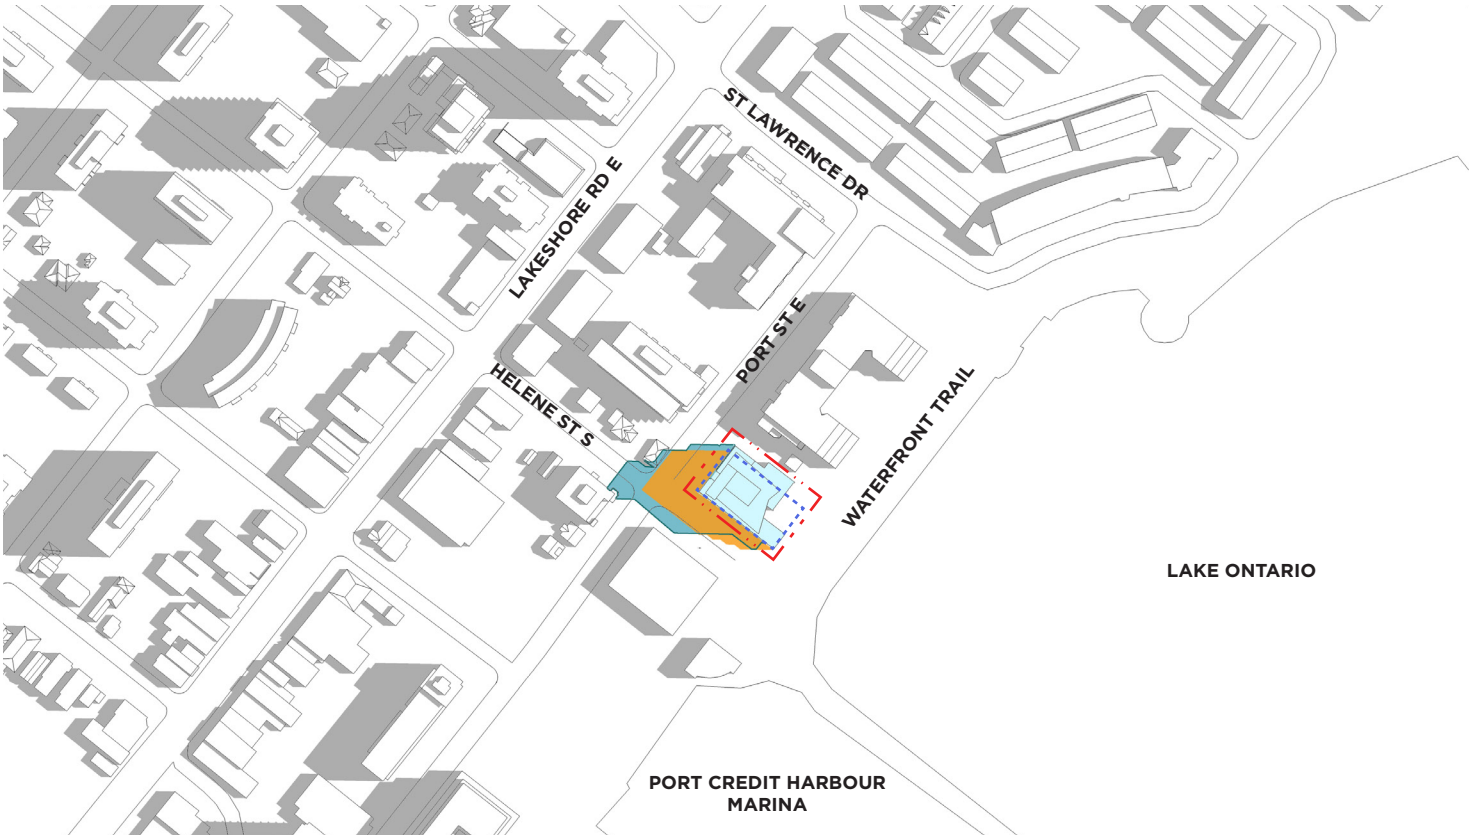 ST LAWRENCE DR
LAKESHORE RD E
PORT ST E
HELENE ST S
WATERFRONT TRAIL
LAKE ONTARIO
PORT CREDIT HARBOUR
MARINA